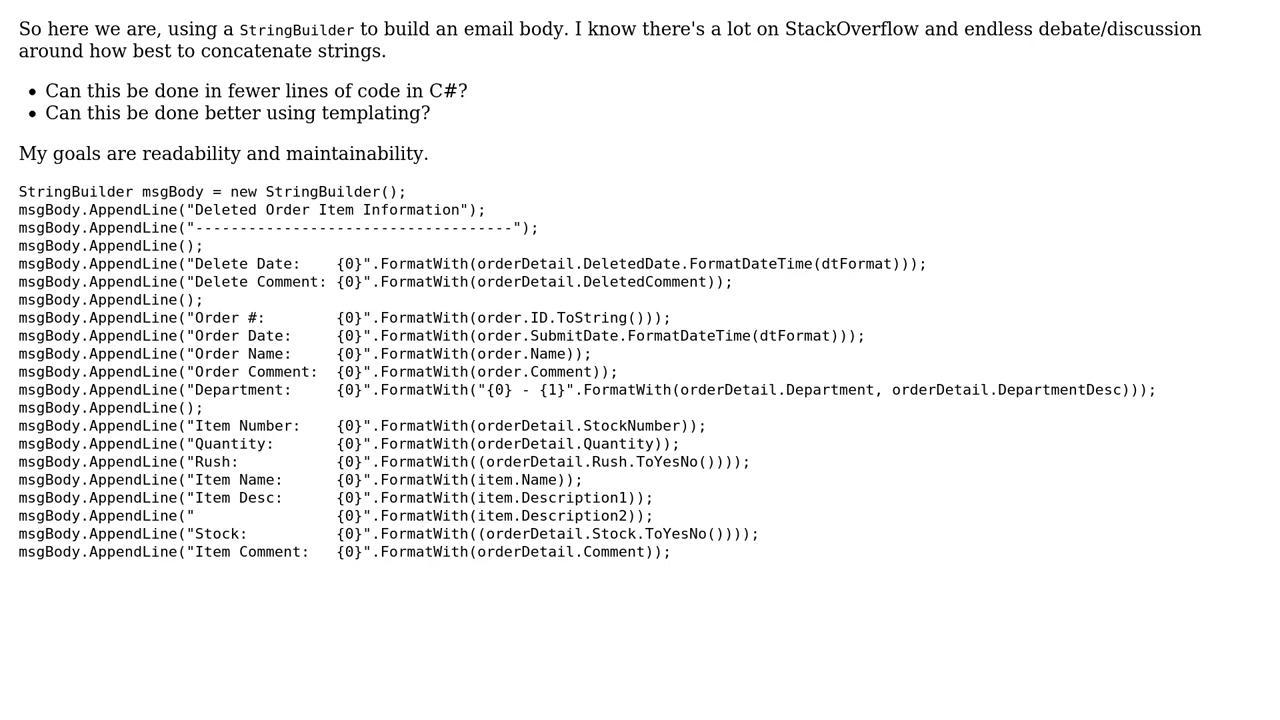 So here we are, using a StringBuilder to build an email body. I know there's a lot on StackOverflow and endless debate/discussion
around how best to concatenate strings.
• Can this be done in fewer lines of code in C#?
• Can this be done better using templating?
My goals are readability and maintainability.
StringBuilder msgBody = new StringBuilder();
msgBody.AppendLine("Deleted Order Item Information");
msgBody.AppendLine("------------------------------------");
msgBody.AppendLine();
msgBody.AppendLine("Delete Date:    {0}".FormatWith(orderDetail.DeletedDate.FormatDateTime(dtFormat)));
msgBody.AppendLine("Delete Comment: {0}".FormatWith(orderDetail.DeletedComment));
msgBody.AppendLine();
msgBody.AppendLine("Order #:        {0}".FormatWith(order.ID.ToString()));
msgBody.AppendLine("Order Date:     {0}".FormatWith(order.SubmitDate.FormatDateTime(dtFormat)));
msgBody.AppendLine("Order Name:     {0}".FormatWith(order.Name));
msgBody.AppendLine("Order Comment:  {0}".FormatWith(order.Comment));
msgBody.AppendLine("Department:     {0}".FormatWith("{0} - {1}".FormatWith(orderDetail.Department, orderDetail.DepartmentDesc)));
msgBody.AppendLine();
msgBody.AppendLine("Item Number:    {0}".FormatWith(orderDetail.StockNumber));
msgBody.AppendLine("Quantity:       {0}".FormatWith(orderDetail.Quantity));
msgBody.AppendLine("Rush:           {0}".FormatWith((orderDetail.Rush.ToYesNo())));
msgBody.AppendLine("Item Name:      {0}".FormatWith(item.Name));
msgBody.AppendLine("Item Desc:      {0}".FormatWith(item.Description1));
msgBody.AppendLine("                {0}".FormatWith(item.Description2));
msgBody.AppendLine("Stock:          {0}".FormatWith((orderDetail.Stock.ToYesNo())));
msgBody.AppendLine("Item Comment:   {0}".FormatWith(orderDetail.Comment));